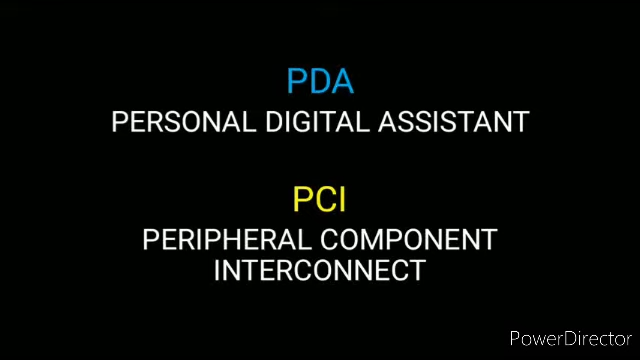 PDA
PERSONAL DIGITAL ASSISTANT
PCI
PERIPHERAL COMPONENT
INTERCONNECT
PowerDirector